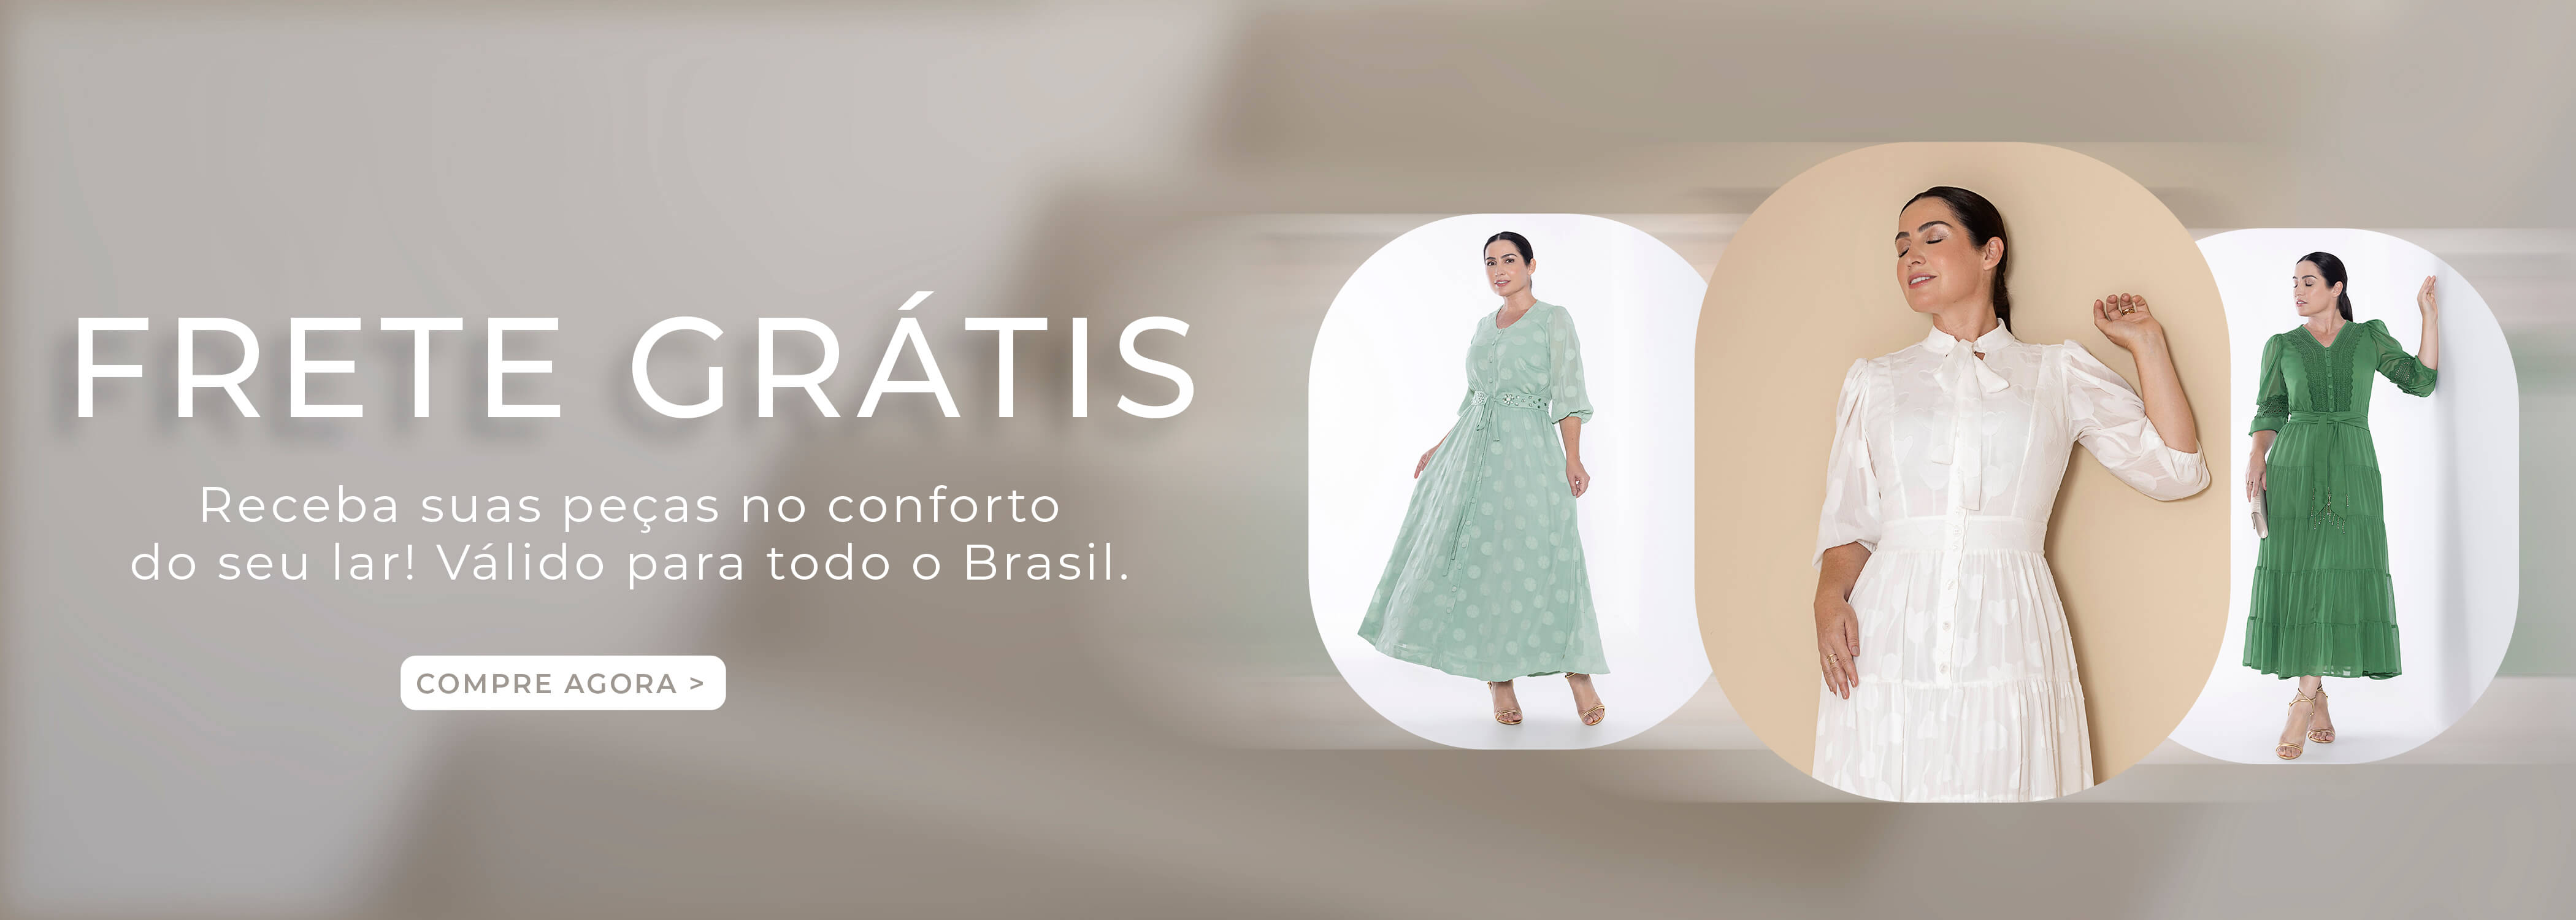 FRETE GRÁTIS
Receba suas peças no conforto
do seu lar! Válido para todo o Brasil.
COMPRE AGORA >